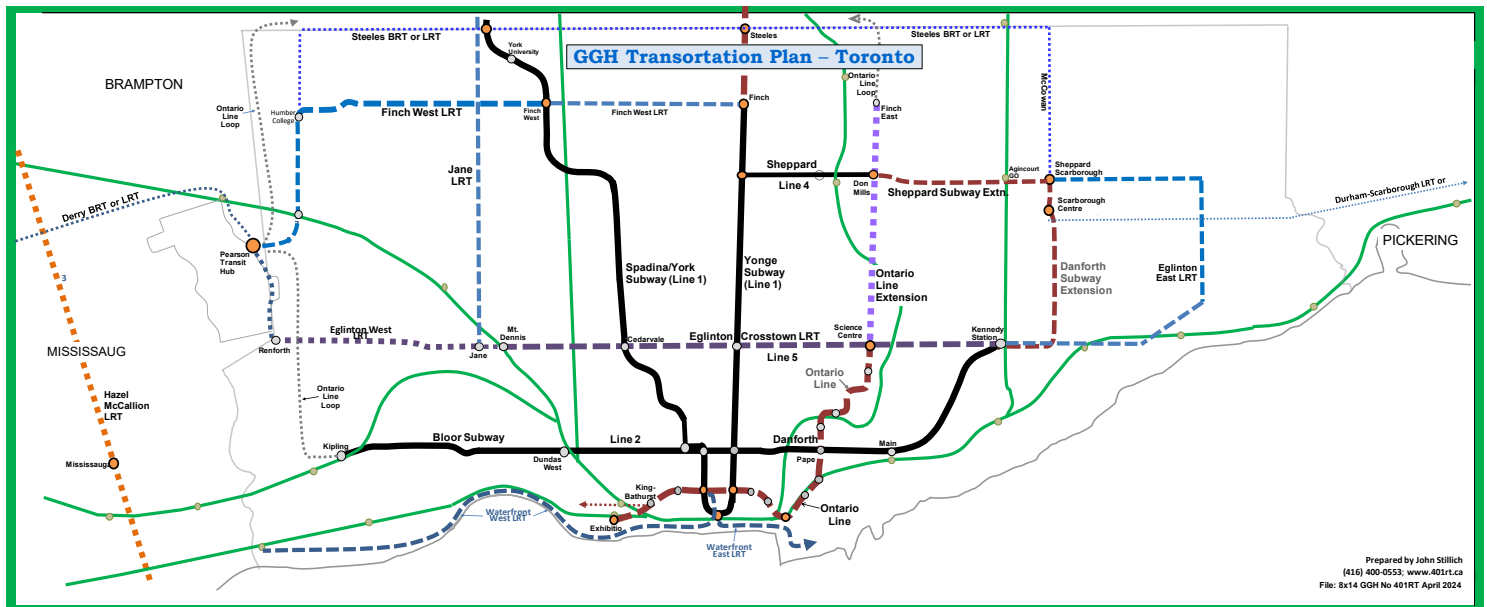 Steeles BRT or LRT
Steeles
Steeles BRT or LRT
York
University
GGH Transortation Plan – Toronto
BRAMPTON
Ontario
Line
Loop
Ontario
Line
Loop
McCowan
Humber
College
Finch West LRT
Finch
West
Finch West LRT
Finch
Finch
East
Jane
LRT
Sheppard
Line 4
Don
Mills
Sheppard Subway Extn.
Agincourt
GO
Sheppard
Scarborough
Scarborough
Centre
Durham-Scarborough LRT or
Derry BRT or LRT
Pearson
Transit
Hub
PICKERING
3
Spadina/York
Subway (Line 1)
Yonge
Subway
(Line 1)
Ontario
Line
Extension
Danforth
Subway
Extension
Eglinton
East LRT
Eglinton West
LRT
Renforth
Jane
Mt.
Dennis
Cedarvale
Eglinton Crosstown LRT
Line 5
Science
Centre
Kennedy
Station
MISSISSAUG
Hazel
McCallion
LRT
Ontario
Line
Loop
Ontario
Line
Kipling
Bloor Subway
Line 2
Danforth
Main
Dundas
West
Pape
Mississauga
King-
Bathurst
Exhibitio
Ontario
Line
Waterfront
West LRT
Waterfront
East LRT
Prepared by John Stillich
(416) 400-0553; www.401rt.ca
File: 8x14 GGH No 401RT April 2024